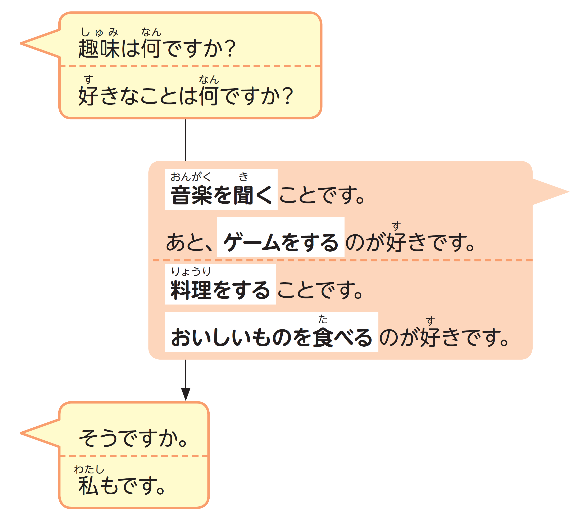 しゅみ なん
趣味は何ですか？
す なん
好きなことは何ですか？
おんがく き
音楽を聞くことです。
す
あと、ゲームをするのが好きです。
りょうり
料理をすることです。
た す
おいしいものを食べるのが好きです。
そうですか。
わたし
私もです。